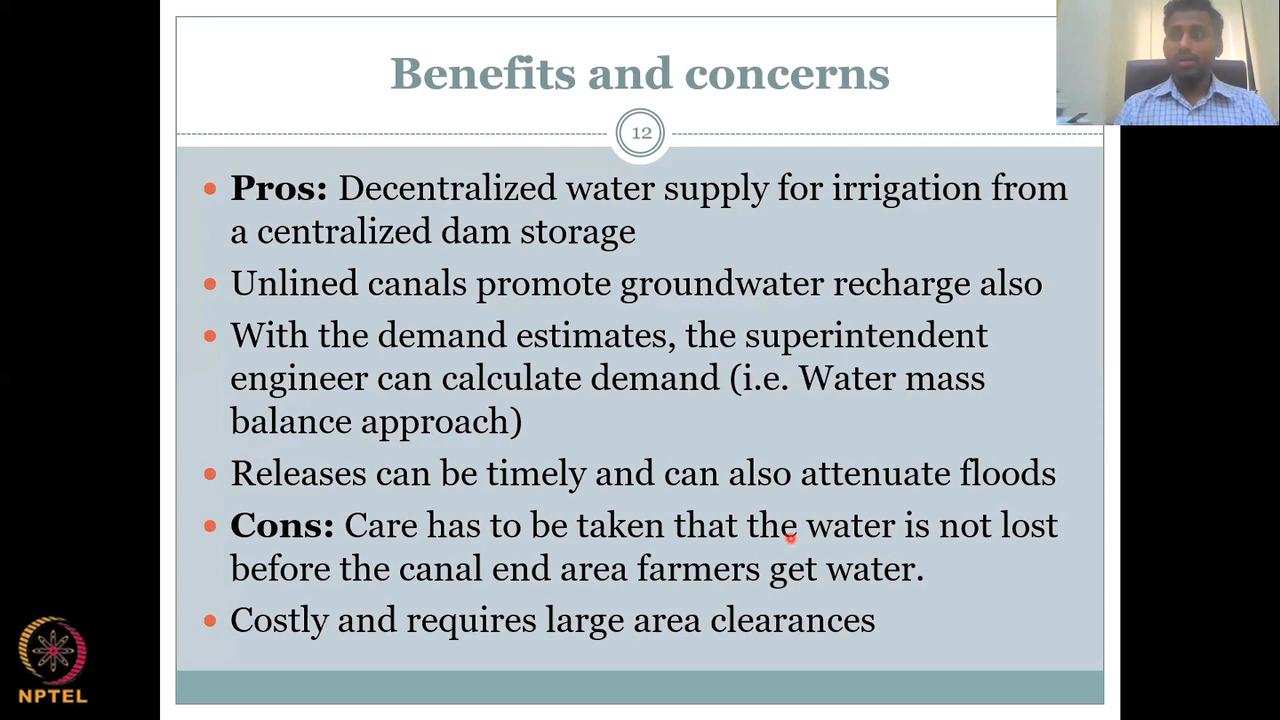 Benefits and concerns
12
• Pros: Decentralized water supply for irrigation from
a centralized dam storage
• Unlined canals promote groundwater recharge also
• With the demand estimates, the superintendent
engineer can calculate demand (i.e. Water mass
balance approach)
• Releases can be timely and can also attenuate floods
• Cons: Care has to be taken that the water is not lost
before the canal end area farmers get water.
• Costly and requires large area clearances
NPTEL